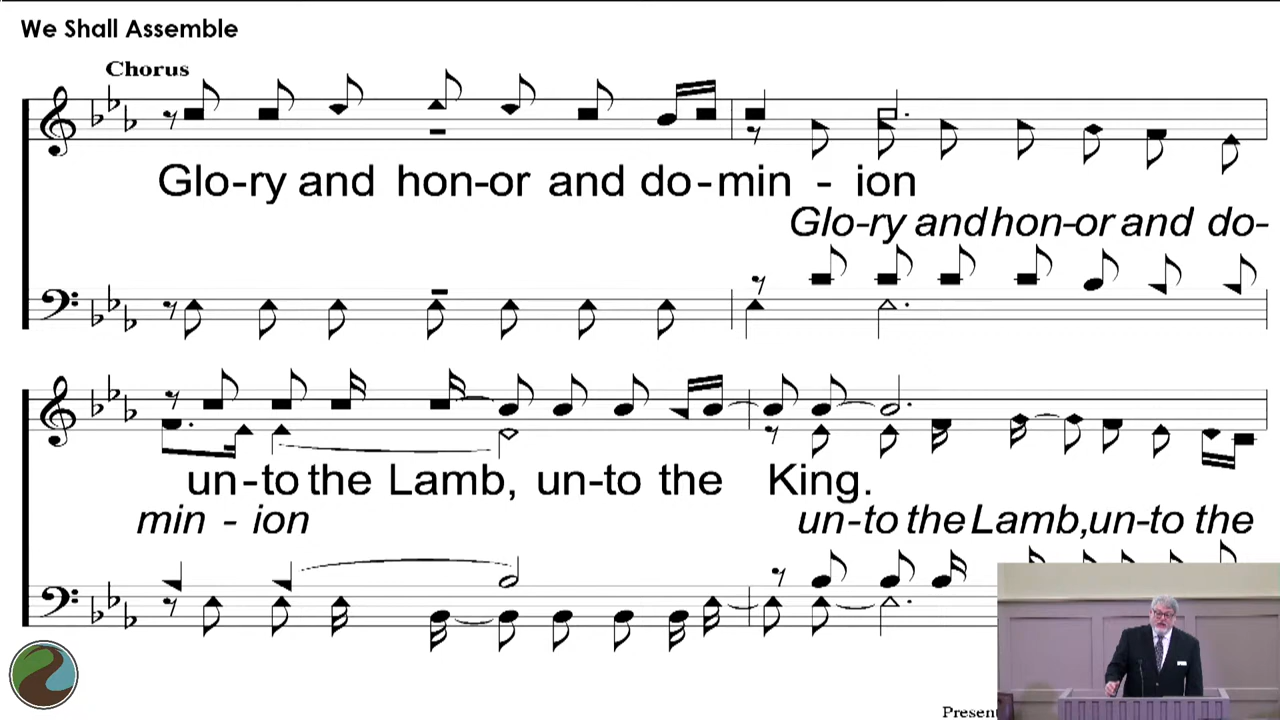 We Shall Assemble
Chorus
Glo-ry and hon-or and do-min - ion
Glo-ry and hon-or and do-
un-to the Lamb, un-to the King.
min - ion un-to the Lamb, un-to the
Present